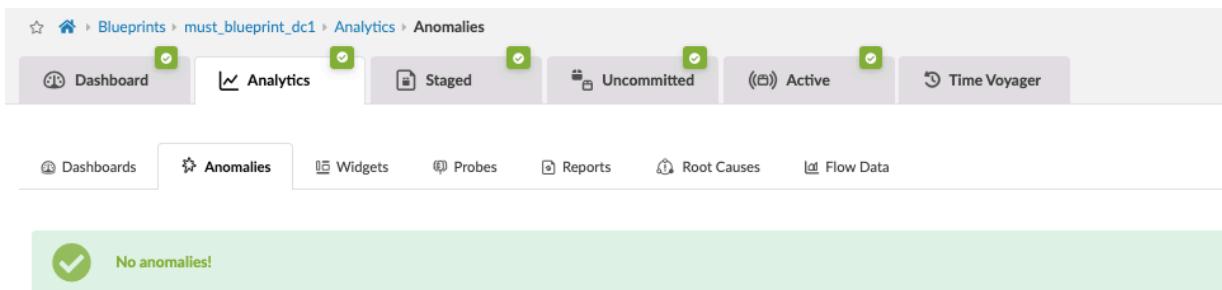 Blueprints › must_blueprint_dc1 › Analytics › Anomalies
Dashboard Analytics Staged Uncommitted Active Time Voyager
Dashboards Anomalies Widgets Probes Reports Root Causes Flow Data
No anomalies!